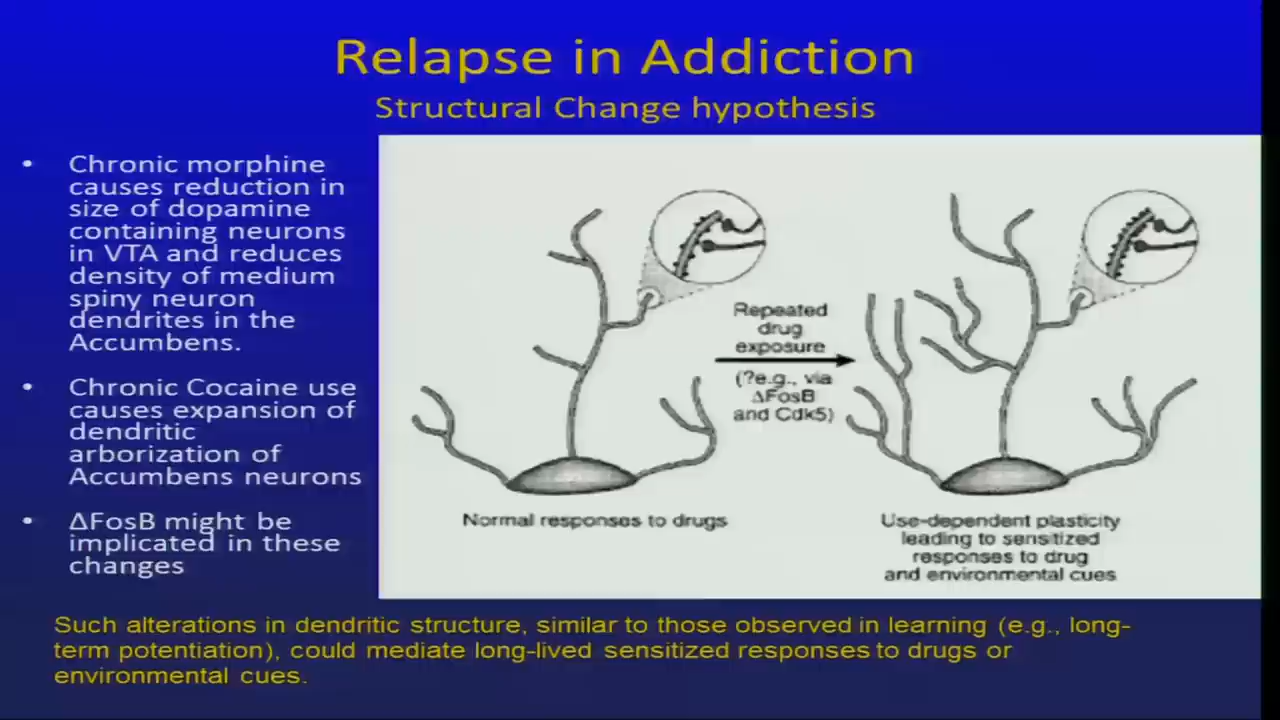 Relapse in Addiction
Structural Change hypothesis
• Chronic morphine
causes reduction in
size of dopamine
containing neurons
in VTA and reduces
density of medium
spiny neuron
dendrites in the
Accumbens.
• Chronic Cocaine use
causes expansion of
dendritic
arborization of
Accumbens neurons
• ΔFosB might be
implicated in these
changes
Repeated
drug
exposure
(?e.g., via
ΔFosB
and Cdk5)
Normal responses to drugs
Use-dependent plasticity
leading to sensitized
responses to drug
and environmental cues
Such alterations in dendritic structure, similar to those observed in learning (e.g., long-
term potentiation), could mediate long-lived sensitized responses to drugs or
environmental cues.